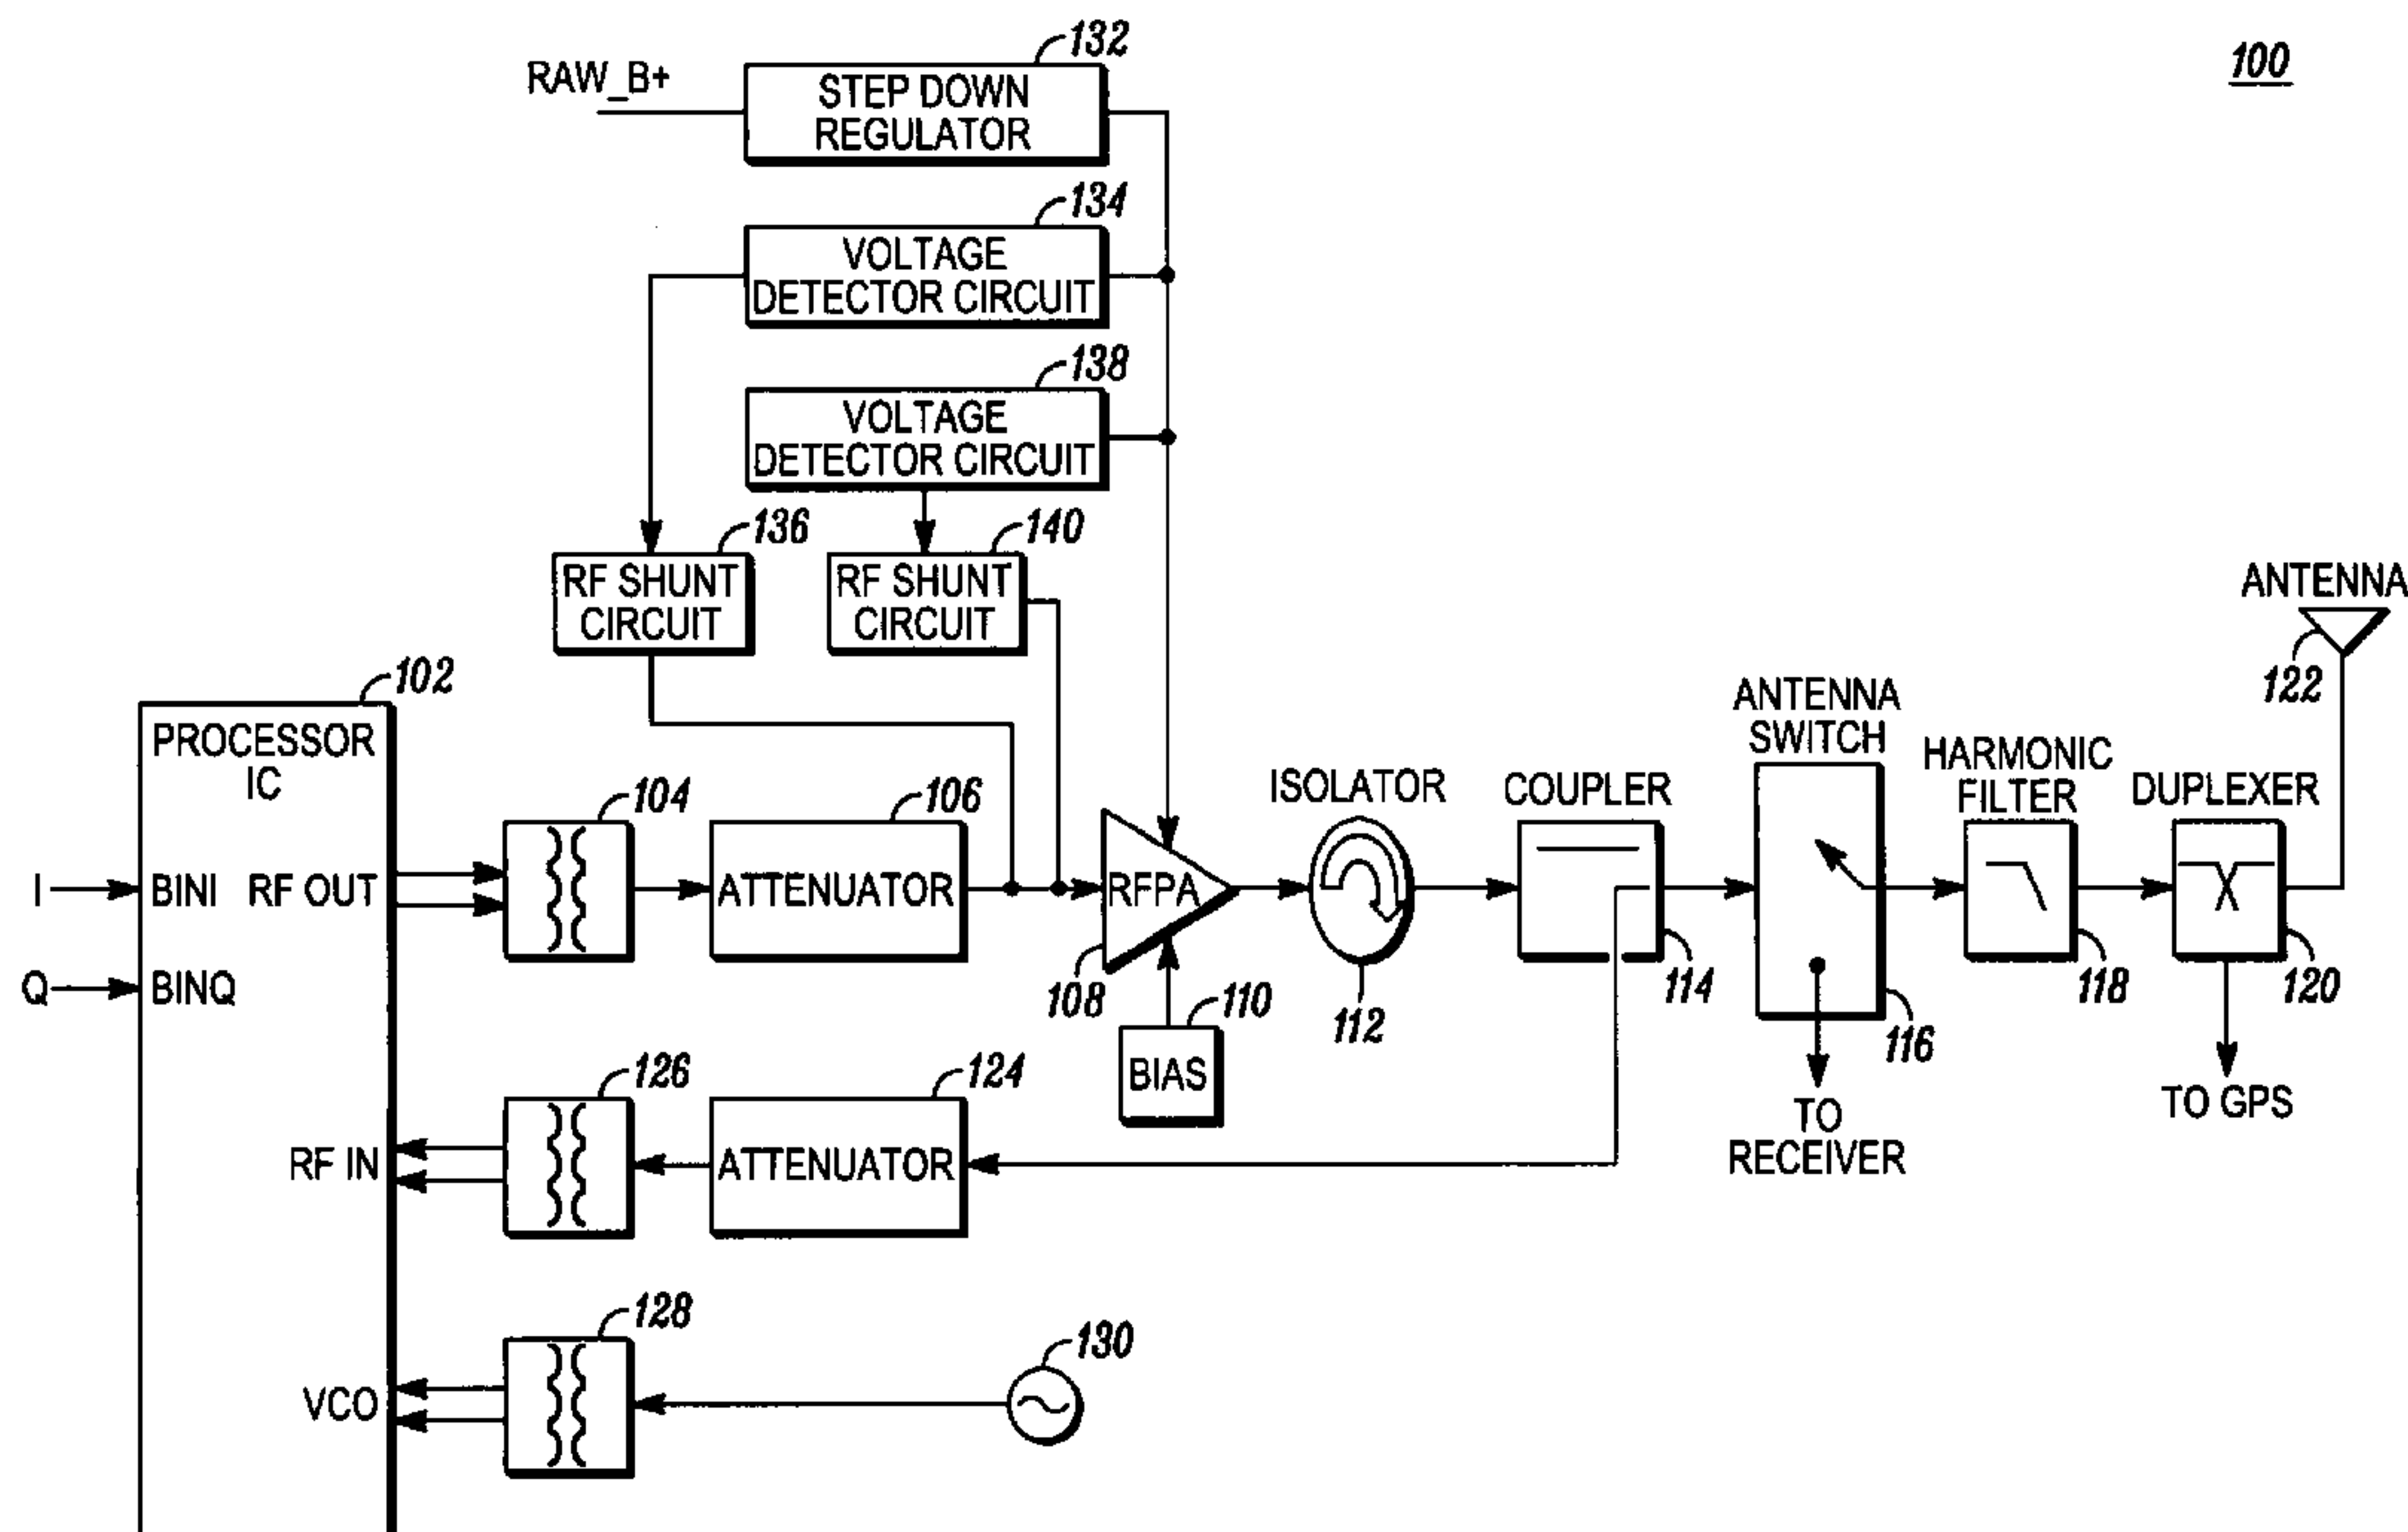 132
100
RAW_B+
STEP DOWN
REGULATOR
134
VOLTAGE
DETECTOR CIRCUIT
138
VOLTAGE
DETECTOR CIRCUIT
136
140
RF SHUNT
CIRCUIT
RF SHUNT
CIRCUIT
ANTENNA
122
102
PROCESSOR
IC
ANTENNA
SWITCH
HARMONIC
FILTER
104
106
ISOLATOR
COUPLER
DUPLEXER
I
BINI
RF OUT
ATTENUATOR
RFPA
Q
BINQ
108
110
112
114
116
118
120
BIAS
126
124
RF IN
ATTENUATOR
TO
RECEIVER
TO GPS
128
130
VCO